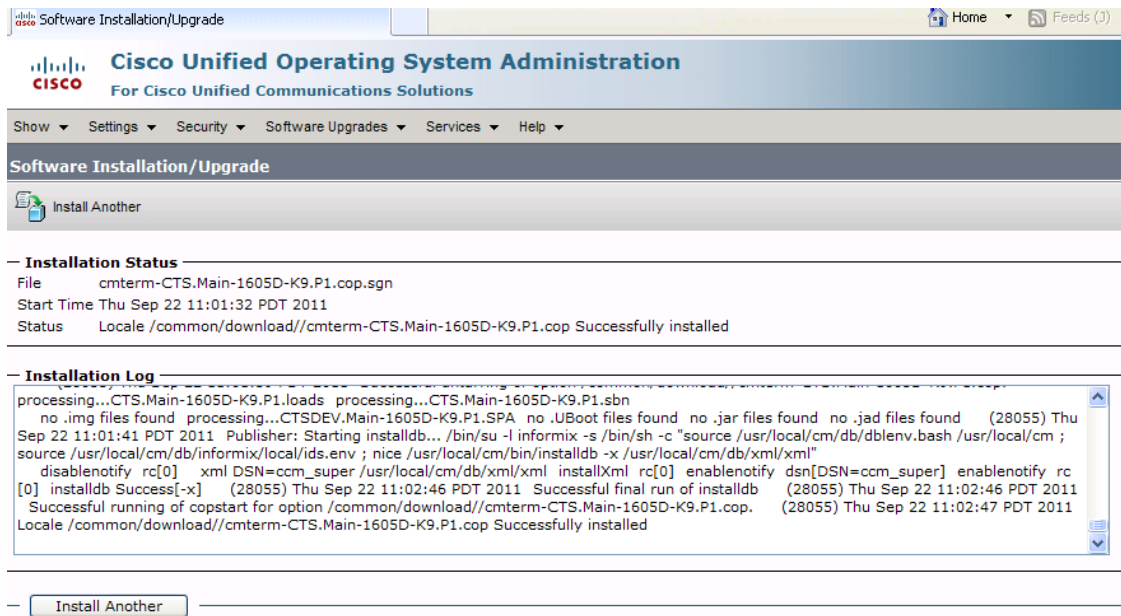 Software Installation/Upgrade
Home
Feeds (J)
CISCO
Cisco Unified Operating System Administration
For Cisco Unified Communications Solutions
Show Settings Security Software Upgrades Services Help
Software Installation/Upgrade
Install Another
Installation Status
File cmterm-CTS.Main-1605D-K9.P1.cop.sgn
Start Time Thu Sep 22 11:01:32 PDT 2011
Status Locale /common/download//cmterm-CTS.Main-1605D-K9.P1.cop Successfully installed
Installation Log
processing...CTS.Main-1605D-K9.P1.loads processing...CTS.Main-1605D-K9.P1.sbn
no .img files found processing...CTSDEV.Main-1605D-K9.P1.SPA no .UBoot files found no .jar files found no .jad files found (28055) Thu
Sep 22 11:01:41 PDT 2011 Publisher: Starting installdb... /bin/su -l informix -s /bin/sh -c "source /usr/local/cm/db/dblenv.bash /usr/local/cm ;
source /usr/local/cm/db/informix/local/ids.env ; nice /usr/local/cm/bin/installdb -x /usr/local/cm/db/xml/xml"
disablenotify rc[0] xml DSN=ccm_super /usr/local/cm/db/xml/xml installXml rc[0] enablenotify dsn[DSN=ccm_super] enablenotify rc
[0] installdb Success[-x] (28055) Thu Sep 22 11:02:46 PDT 2011 Successful final run of installdb (28055) Thu Sep 22 11:02:46 PDT 2011
Successful running of copstart for option /common/download//cmterm-CTS.Main-1605D-K9.P1.cop. (28055) Thu Sep 22 11:02:47 PDT 2011
Locale /common/download//cmterm-CTS.Main-1605D-K9.P1.cop Successfully installed
Install Another